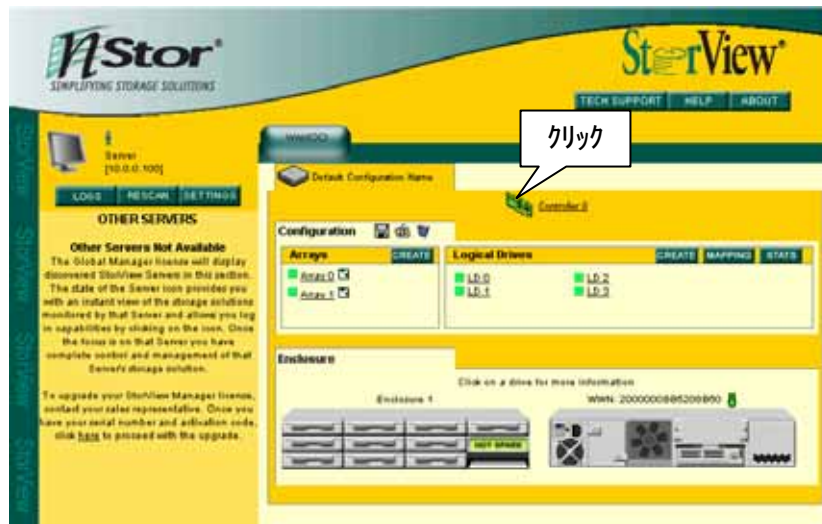 nStor
SIMPLIFYING STORAGE SOLUTIONS
StorView
TECH SUPPORT HELP ABOUT
StorView
StorView
StorView
StorView
Server
[10.0.0.100]
LOGS RESCAN SETTINGS
OTHER SERVERS
Other Servers Not Available
The Global Manager license will display
discovered StorView Servers in this section.
The state of the Server icon provides you
with an instant view of the storage solutions
monitored by that Server and allows you log
in capabilities by clicking on the icon. Once
the focus is on that Server you have
complete control and management of that
Server's storage solution.
To upgrade your StorView Manager license,
contact your sales representative. Once you
have your serial number and activation code,
click here to proceed with the upgrade.
WAHOO
クリック
Default Configuration Name
Controller 0
Configuration
Arrays CREATE
Array 0
Array 1
Logical Drives CREATE MAPPING STATS
LD 0 LD 2
LD 1 LD 3
Enclosure
Click on a drive for more information
Enclosure 1
HOT SPARE